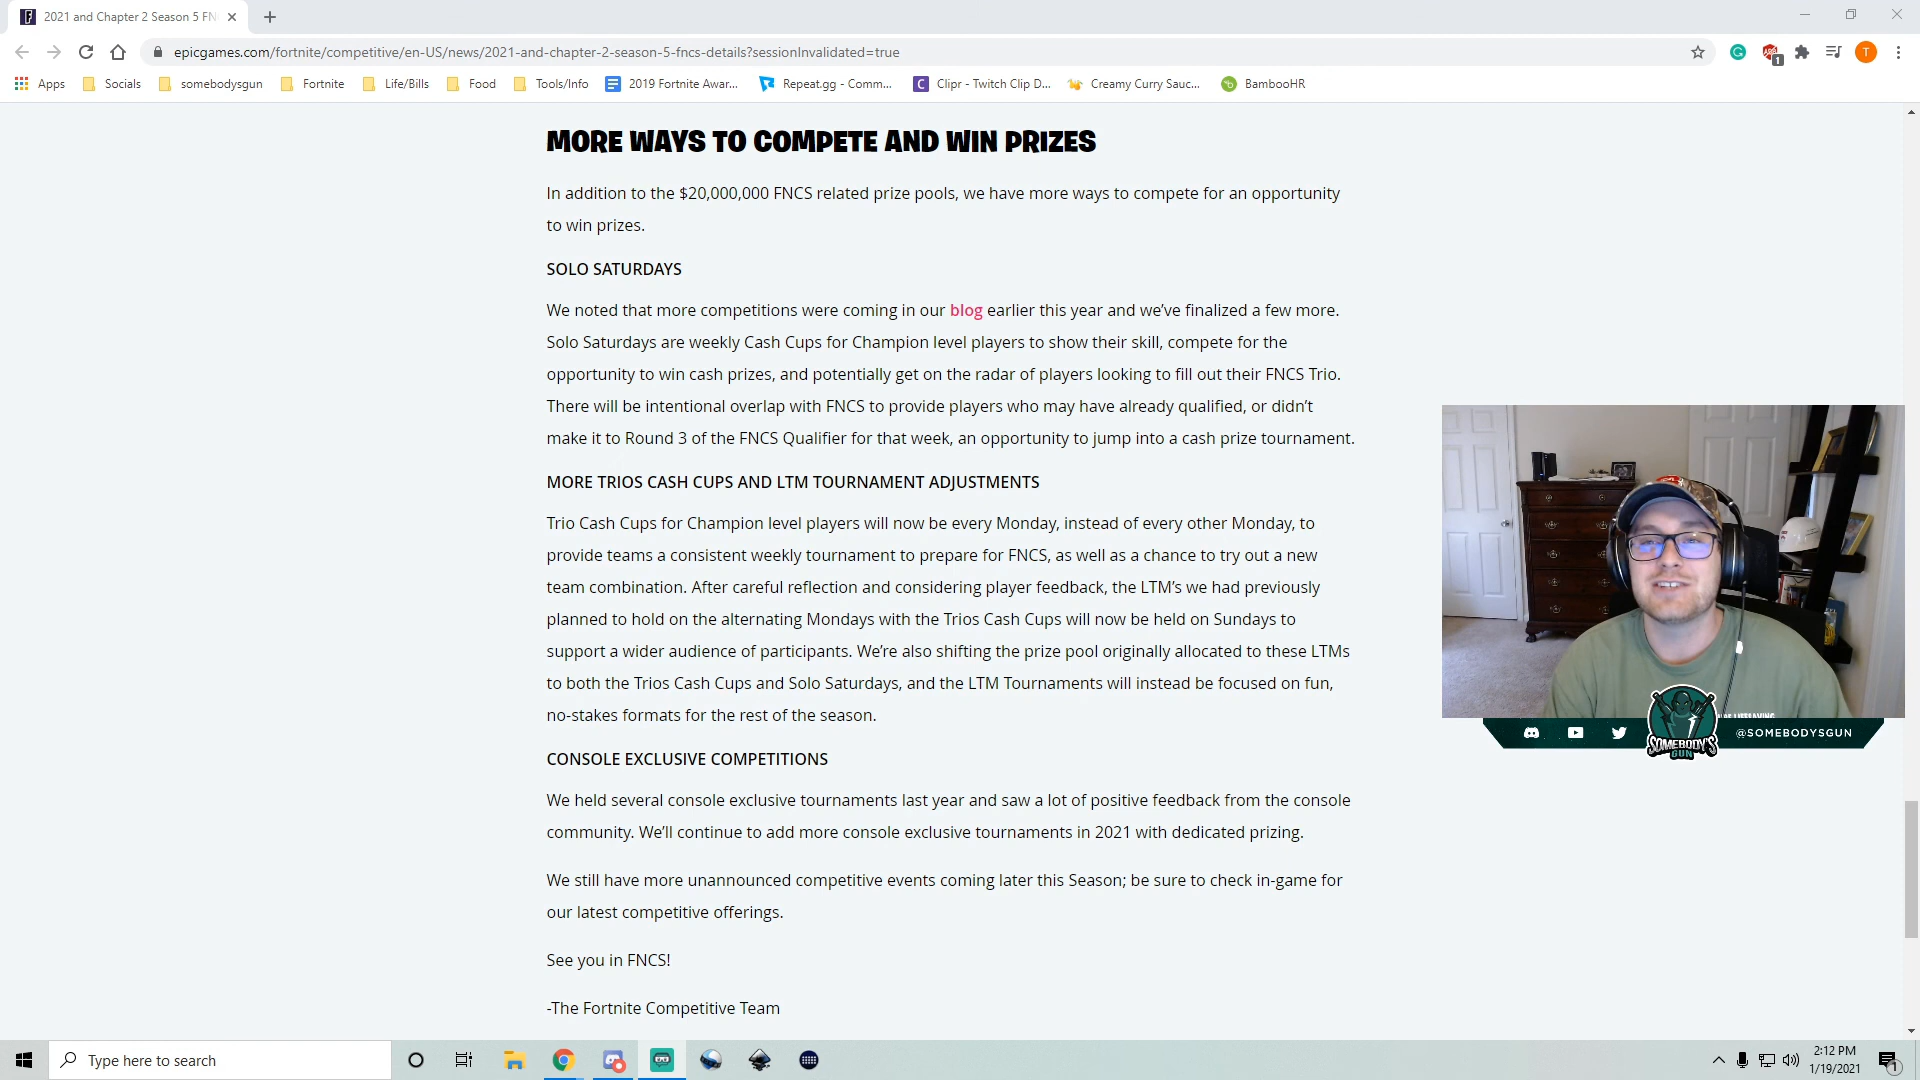 2021 and Chapter 2 Season 5 FN
epicgames.com/fortnite/competitive/en-US/news/2021-and-chapter-2-season-5-fncs-details?sessionInvalidated=true
Apps Socials somebodysgun Fortnite Life/Bills Food Tools/Info 2019 Fortnite Awar... Repeat.gg - Comm... Clipr - Twitch Clip D... Creamy Curry Sauc... BambooHR
MORE WAYS TO COMPETE AND WIN PRIZES
In addition to the $20,000,000 FNCS related prize pools, we have more ways to compete for an opportunity
to win prizes.
SOLO SATURDAYS
We noted that more competitions were coming in our blog earlier this year and we’ve finalized a few more.
Solo Saturdays are weekly Cash Cups for Champion level players to show their skill, compete for the
opportunity to win cash prizes, and potentially get on the radar of players looking to fill out their FNCS Trio.
There will be intentional overlap with FNCS to provide players who may have already qualified, or didn’t
make it to Round 3 of the FNCS Qualifier for that week, an opportunity to jump into a cash prize tournament.
MORE TRIOS CASH CUPS AND LTM TOURNAMENT ADJUSTMENTS
Trio Cash Cups for Champion level players will now be every Monday, instead of every other Monday, to
provide teams a consistent weekly tournament to prepare for FNCS, as well as a chance to try out a new
team combination. After careful reflection and considering player feedback, the LTM’s we had previously
planned to hold on the alternating Mondays with the Trios Cash Cups will now be held on Sundays to
support a wider audience of participants. We’re also shifting the prize pool originally allocated to these LTMs
to both the Trios Cash Cups and Solo Saturdays, and the LTM Tournaments will instead be focused on fun,
no-stakes formats for the rest of the season.
CONSOLE EXCLUSIVE COMPETITIONS
We held several console exclusive tournaments last year and saw a lot of positive feedback from the console
community. We’ll continue to add more console exclusive tournaments in 2021 with dedicated prizing.
We still have more unannounced competitive events coming later this Season; be sure to check in-game for
our latest competitive offerings.
See you in FNCS!
-The Fortnite Competitive Team
SOMEBODY'S
GUN
@SOMEBODYSGUN
Type here to search
2:12 PM
1/19/2021